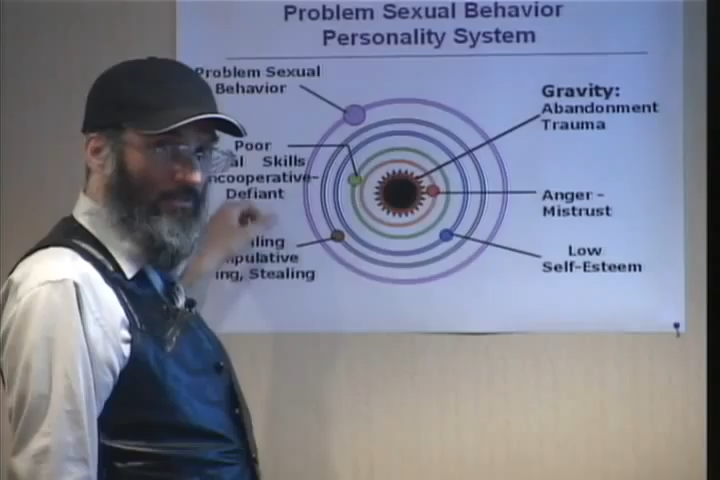 Problem Sexual Behavior
Personality System
Problem Sexual
Behavior
Gravity:
Abandonment
Trauma
Poor
Skills
Defiant
Anger -
Mistrust
Low
Self-Esteem
Stealing